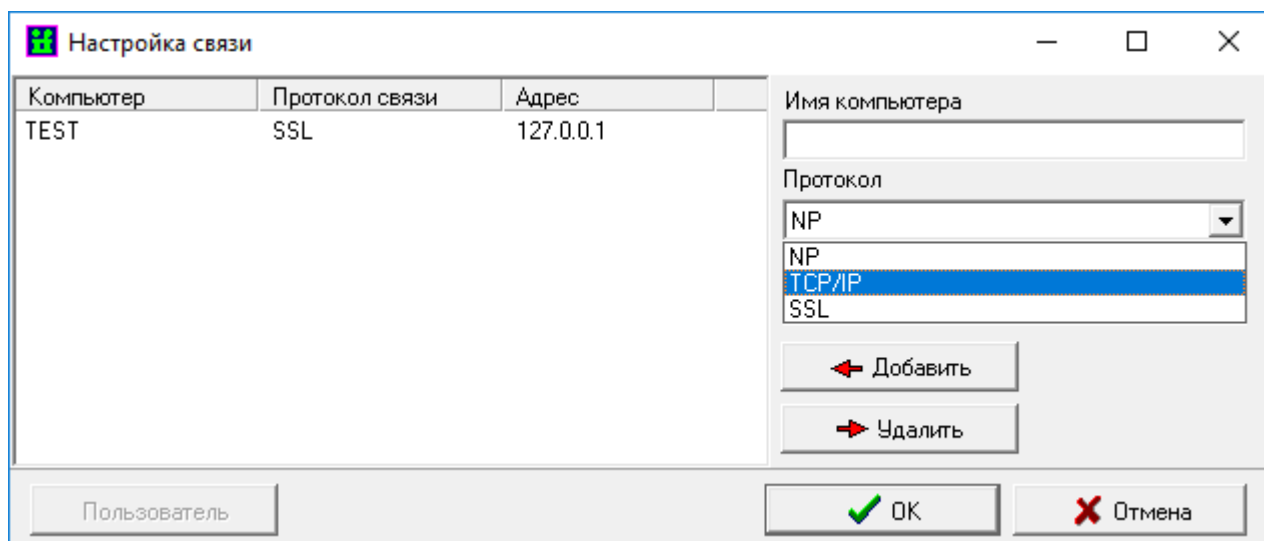 Настройка связи
Компьютер Протокол связи Адрес
TEST SSL 127.0.0.1
Имя компьютера
Протокол
NP
NP
TCP/IP
SSL
Добавить
Удалить
Пользователь OK Отмена